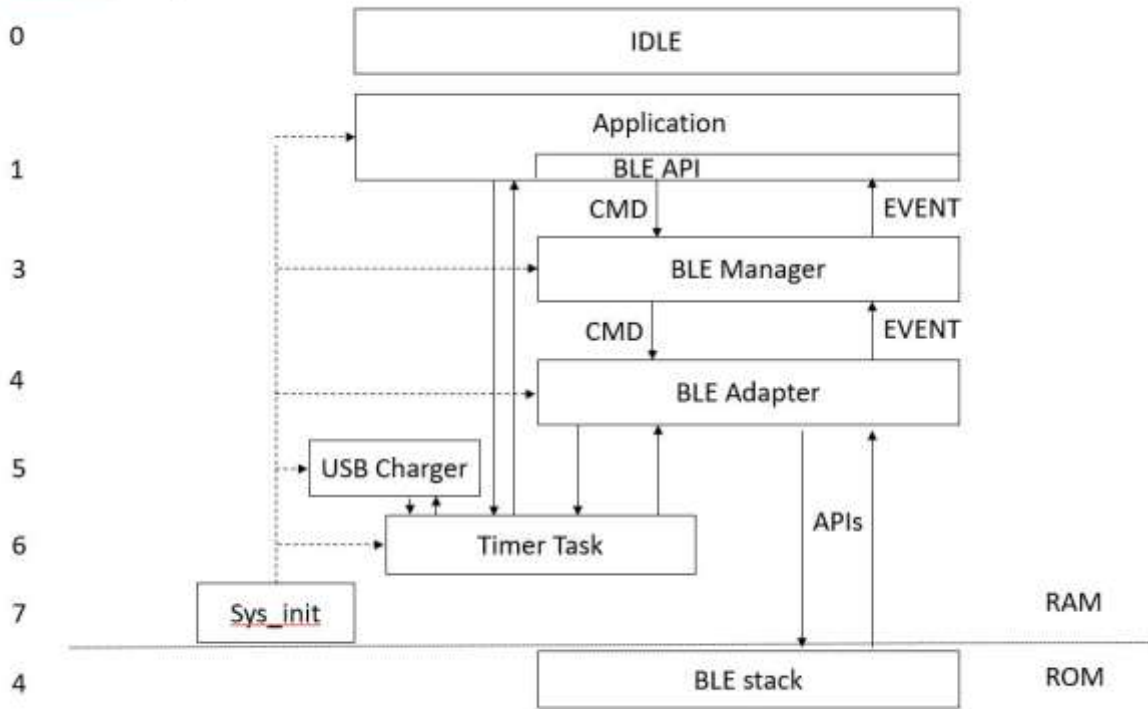 0
IDLE
Application
1
BLE API
CMD
EVENT
3
BLE Manager
CMD
EVENT
4
BLE Adapter
5
USB Charger
APIs
6
Timer Task
7
Sys_init
RAM
4
BLE stack
ROM